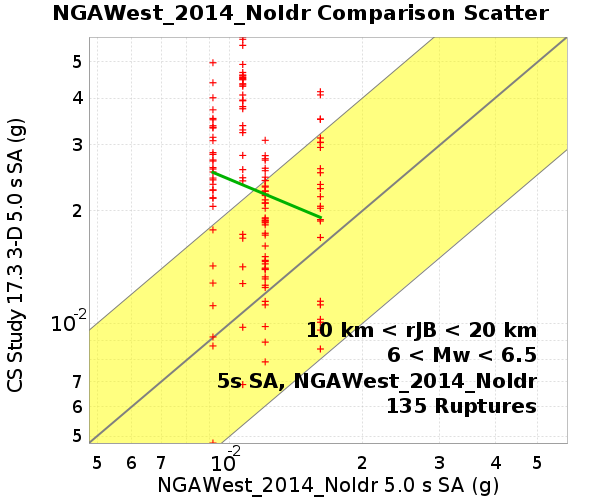 NGAWest_2014_NoIdr Comparison Scatter
CS Study 17.3 3-D 5.0 s SA (g)
5
4
3
2
10-2
7
6
5
10 km < rJB < 20 km
6 < Mw < 6.5
5s SA, NGAWest_2014_NoIdr
135 Ruptures
5 6 7 10-2 2 3 4 5
NGAWest_2014_NoIdr 5.0 s SA (g)